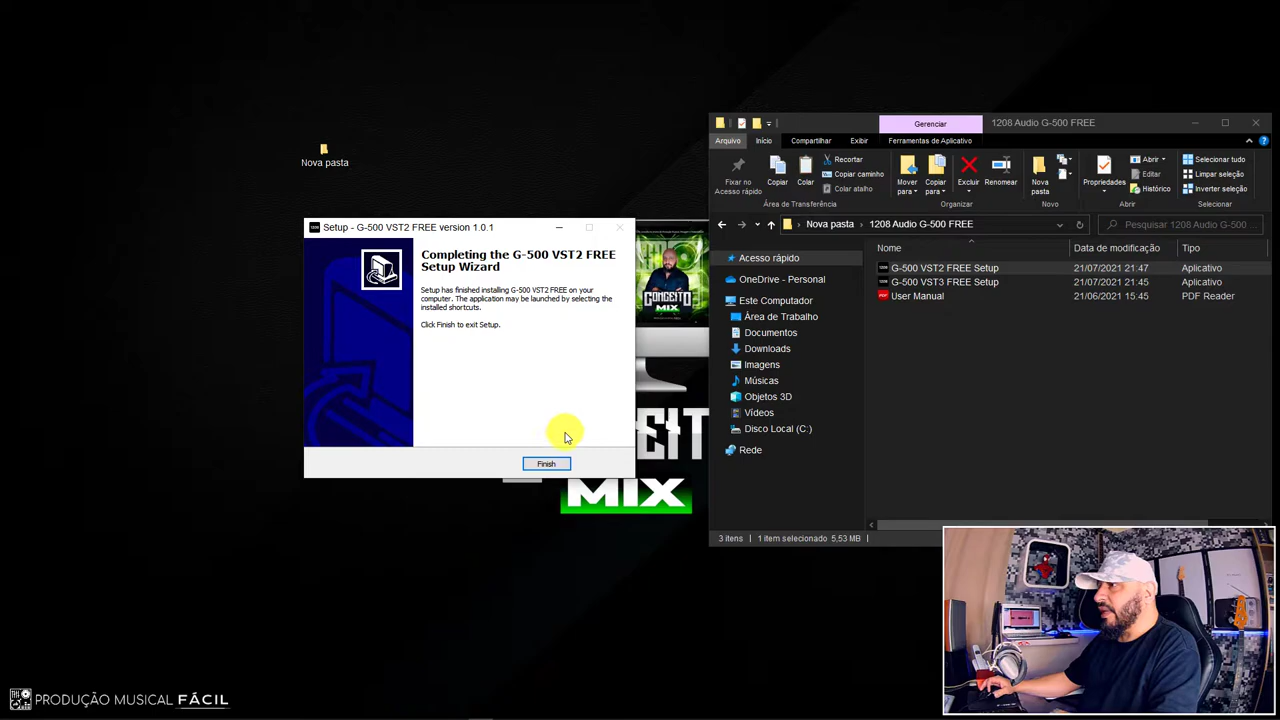 Nova pasta
Setup - G-500 VST2 FREE version 1.0.1
Completing the G-500 VST2 FREE
Setup Wizard
Setup has finished installing G-500 VST2 FREE on your
computer. The application may be launched by selecting the
installed shortcuts.
Click Finish to exit Setup.
Finish
CONCEITO
MIX
MIX
Gerenciar
1208 Audio G-500 FREE
Arquivo
Início
Compartilhar
Exibir
Ferramentas de Aplicativo
Fixar no
Acesso rápido
Copiar
Colar
Recortar
Copiar caminho
Colar atalho
Área de Transferência
Mover
para
Copiar
para
Excluir
Renomear
Organizar
Nova
pasta
Novo
Propriedades
Abrir
Editar
Histórico
Abrir
Selecionar tudo
Limpar seleção
Inverter seleção
Selecionar
Nova pasta
1208 Audio G-500 FREE
Pesquisar 1208 Audio G-500 ...
Acesso rápido
OneDrive - Personal
Este Computador
Área de Trabalho
Documentos
Downloads
Imagens
Músicas
Objetos 3D
Vídeos
Disco Local (C:)
Rede
Nome
Data de modificação
Tipo
G-500 VST2 FREE Setup
21/07/2021 21:47
Aplicativo
G-500 VST3 FREE Setup
21/07/2021 21:45
Aplicativo
User Manual
21/06/2021 15:45
PDF Reader
3 itens
1 item selecionado 5,53 MB
PRODUÇÃO MUSICAL FÁCIL